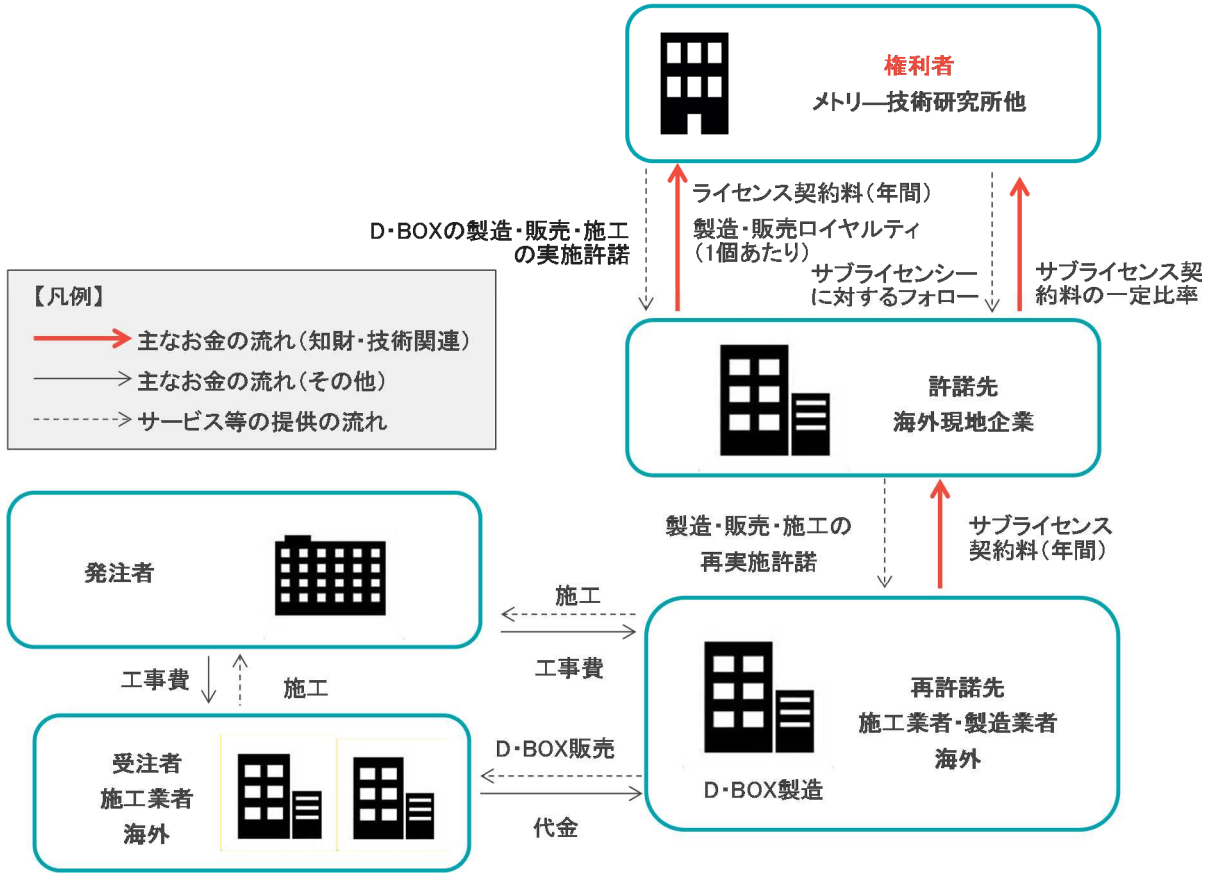 権利者
メトリ―技術研究所他
D・BOXの製造・販売・施工
の実施許諾
ライセンス契約料(年間)
製造・販売ロイヤルティ
(1個あたり)
サブライセンシー
に対するフォロー
サブライセンス契
約料の一定比率
【凡例】
主なお金の流れ(知財・技術関連)
主なお金の流れ(その他)
サービス等の提供の流れ
許諾先
海外現地企業
製造・販売・施工の
再実施許諾
サブライセンス
契約料(年間)
発注者
施工
工事費
工事費
施工
再許諾先
施工業者・製造業者
海外
D・BOX製造
受注者
施工業者
海外
D・BOX販売
代金